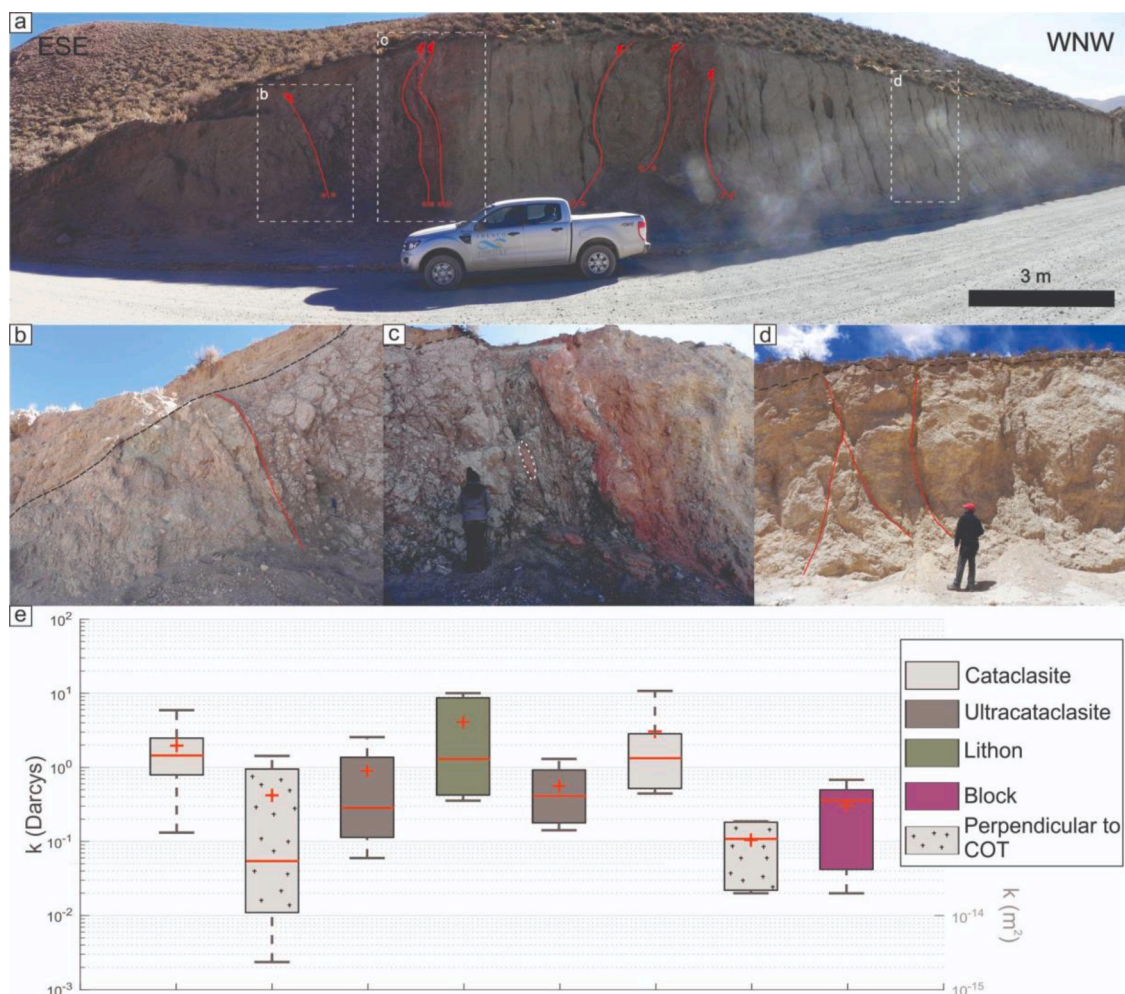 a
ESE
WNW
b
c
d
3 m
b
c
d
e
10²
10¹
10⁰
10⁻¹
10⁻²
10⁻³
k (Darcys)
Cataclasite
Ultracataclasite
Lithon
Block
Perpendicular to
COT
10⁻¹⁴
10⁻¹⁵
k (m²)